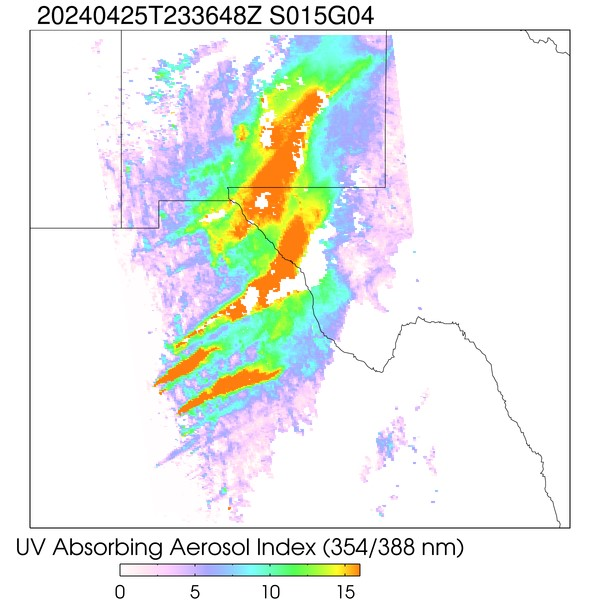 20240425T233648Z S015G04
UV Absorbing Aerosol Index (354/388 nm)
0 5 10 15